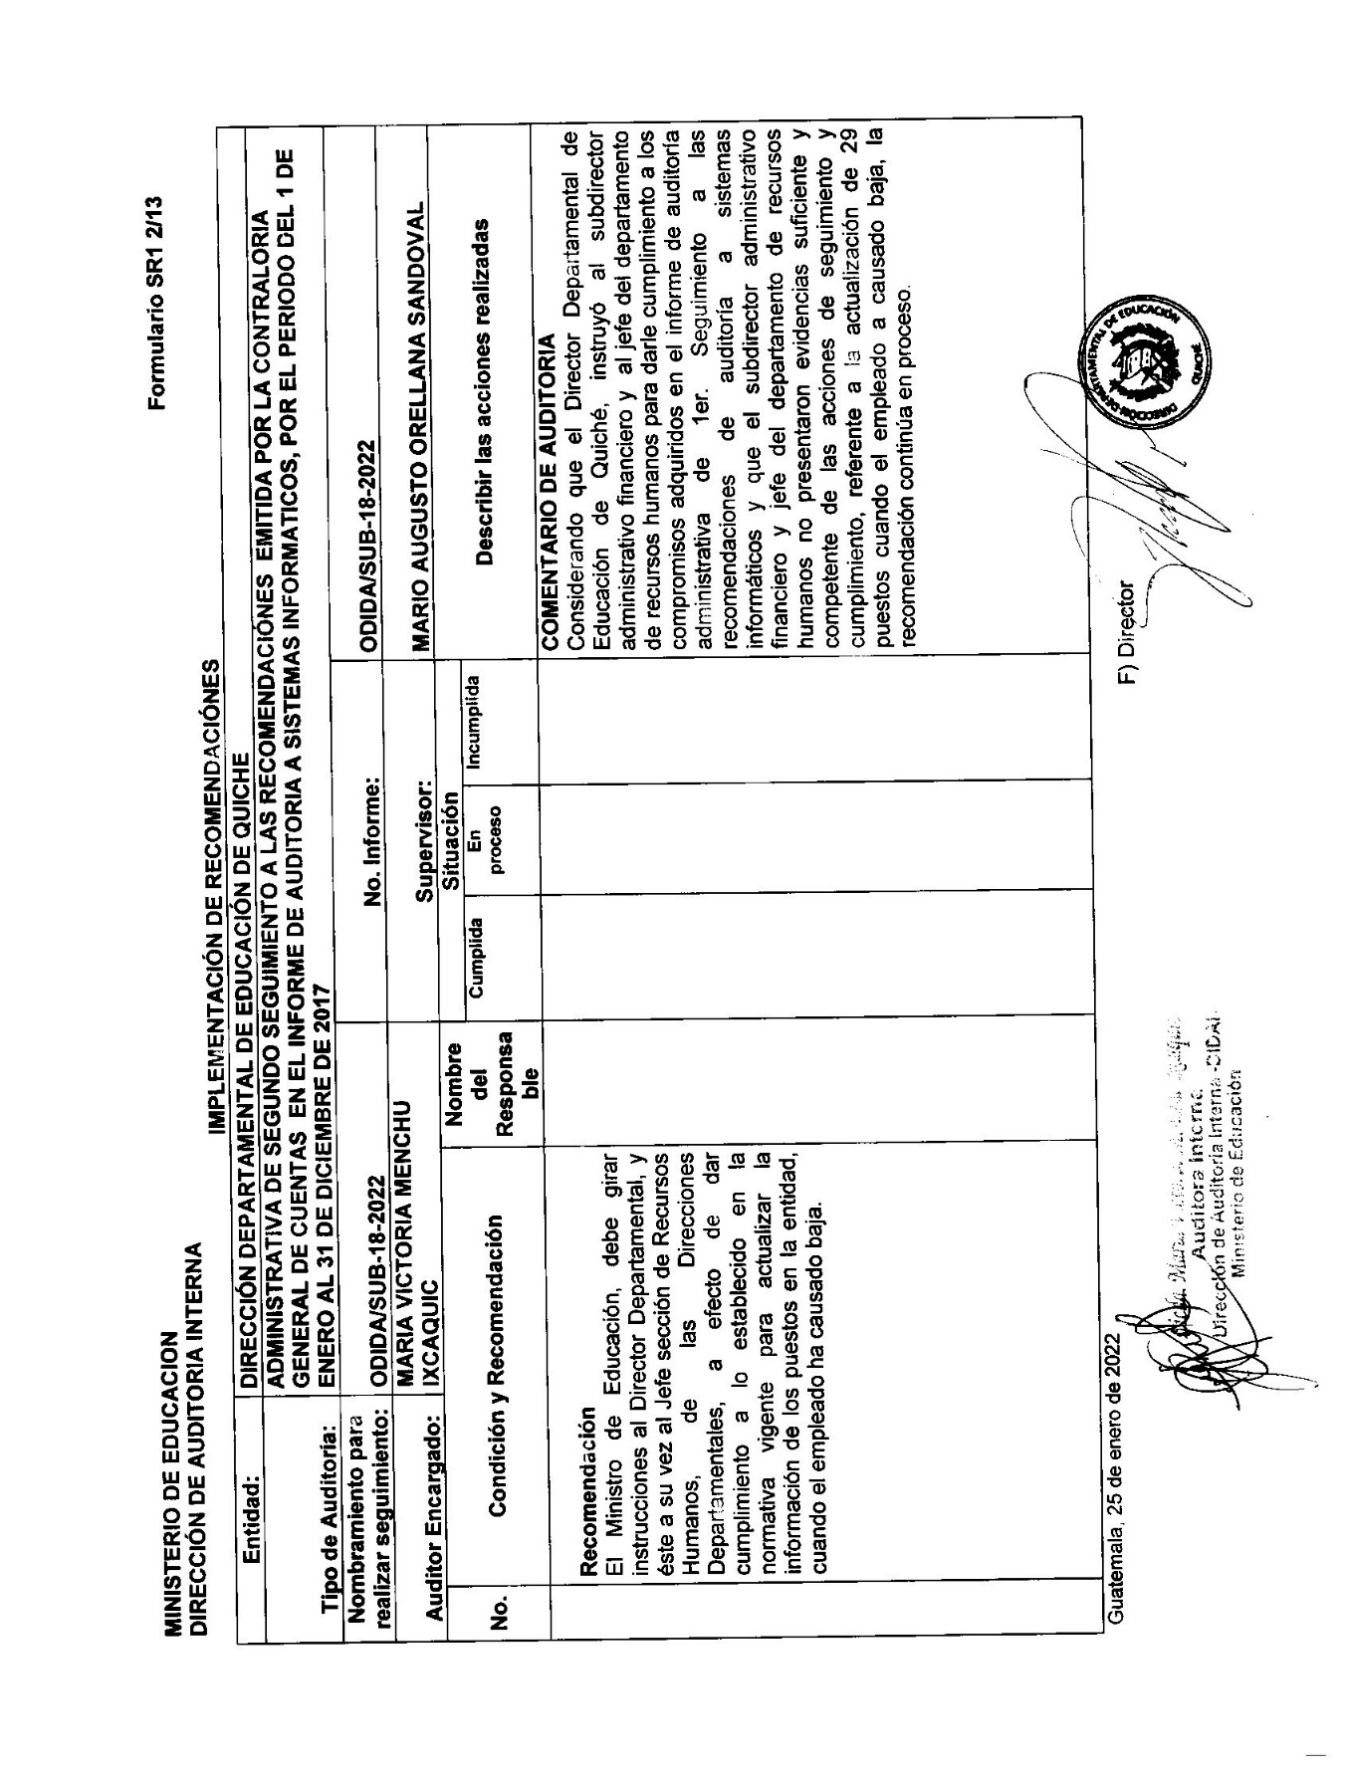 Formulario SR1 2/13
MINISTERIO DE EDUCACION
DIRECCIÓN DE AUDITORIA INTERNA
IMPLEMENTACIÓN DE RECOMENDACIÓNES
Entidad: DIRECCIÓN DEPARTAMENTAL DE EDUCACIÓN DE QUICHE
Tipo de Auditoría:
ADMINISTRATIVA DE SEGUNDO SEGUIMIENTO A LAS RECOMENDACIÓNES EMITIDA POR LA CONTRALORIA
GENERAL DE CUENTAS EN EL INFORME DE AUDITORIA A SISTEMAS INFORMATICOS, POR EL PERIODO DEL 1 DE
ENERO AL 31 DE DICIEMBRE DE 2017
Nombramiento para
realizar seguimiento: ODIDA/SUB-18-2022 No. Informe: ODIDA/SUB-18-2022
Auditor Encargado: MARIA VICTORIA MENCHU
IXCAQUIC
Supervisor: MARIO AUGUSTO ORELLANA SANDOVAL
No.
Condición y Recomendación
Nombre
del
Responsa
ble
Situación
Cumplida
En
proceso
Incumplida
Describir las acciones realizadas
Recomendación
El Ministro de Educación, debe girar
instrucciones al Director Departamental, y
éste a su vez al Jefe sección de Recursos
Humanos, de las Direcciones
Departamentales, a efecto de dar
cumplimiento a lo establecido en la
normativa vigente para actualizar la
información de los puestos en la entidad,
cuando el empleado ha causado baja.
COMENTARIO DE AUDITORIA
Considerando que el Director Departamental de
Educación de Quiché, instruyó al subdirector
administrativo financiero y al jefe del departamento
de recursos humanos para darle cumplimiento a los
compromisos adquiridos en el informe de auditoría
administrativa de 1er. Seguimiento a las
recomendaciones de auditoría a sistemas
informáticos y que el subdirector administrativo
financiero y jefe del departamento de recursos
humanos no presentaron evidencias suficiente y
competente de las acciones de seguimiento y
cumplimiento, referente a la actualización de 29
puestos cuando el empleado a causado baja, la
recomendación continúa en proceso.
Guatemala, 25 de enero de 2022
F) Director
DIRECCIÓN DEPARTAMENTAL DE EDUCACIÓN
QUICHÉ
Auditora Interna
Dirección de Auditoría Interna -DIDAI-
Ministerio de Educación